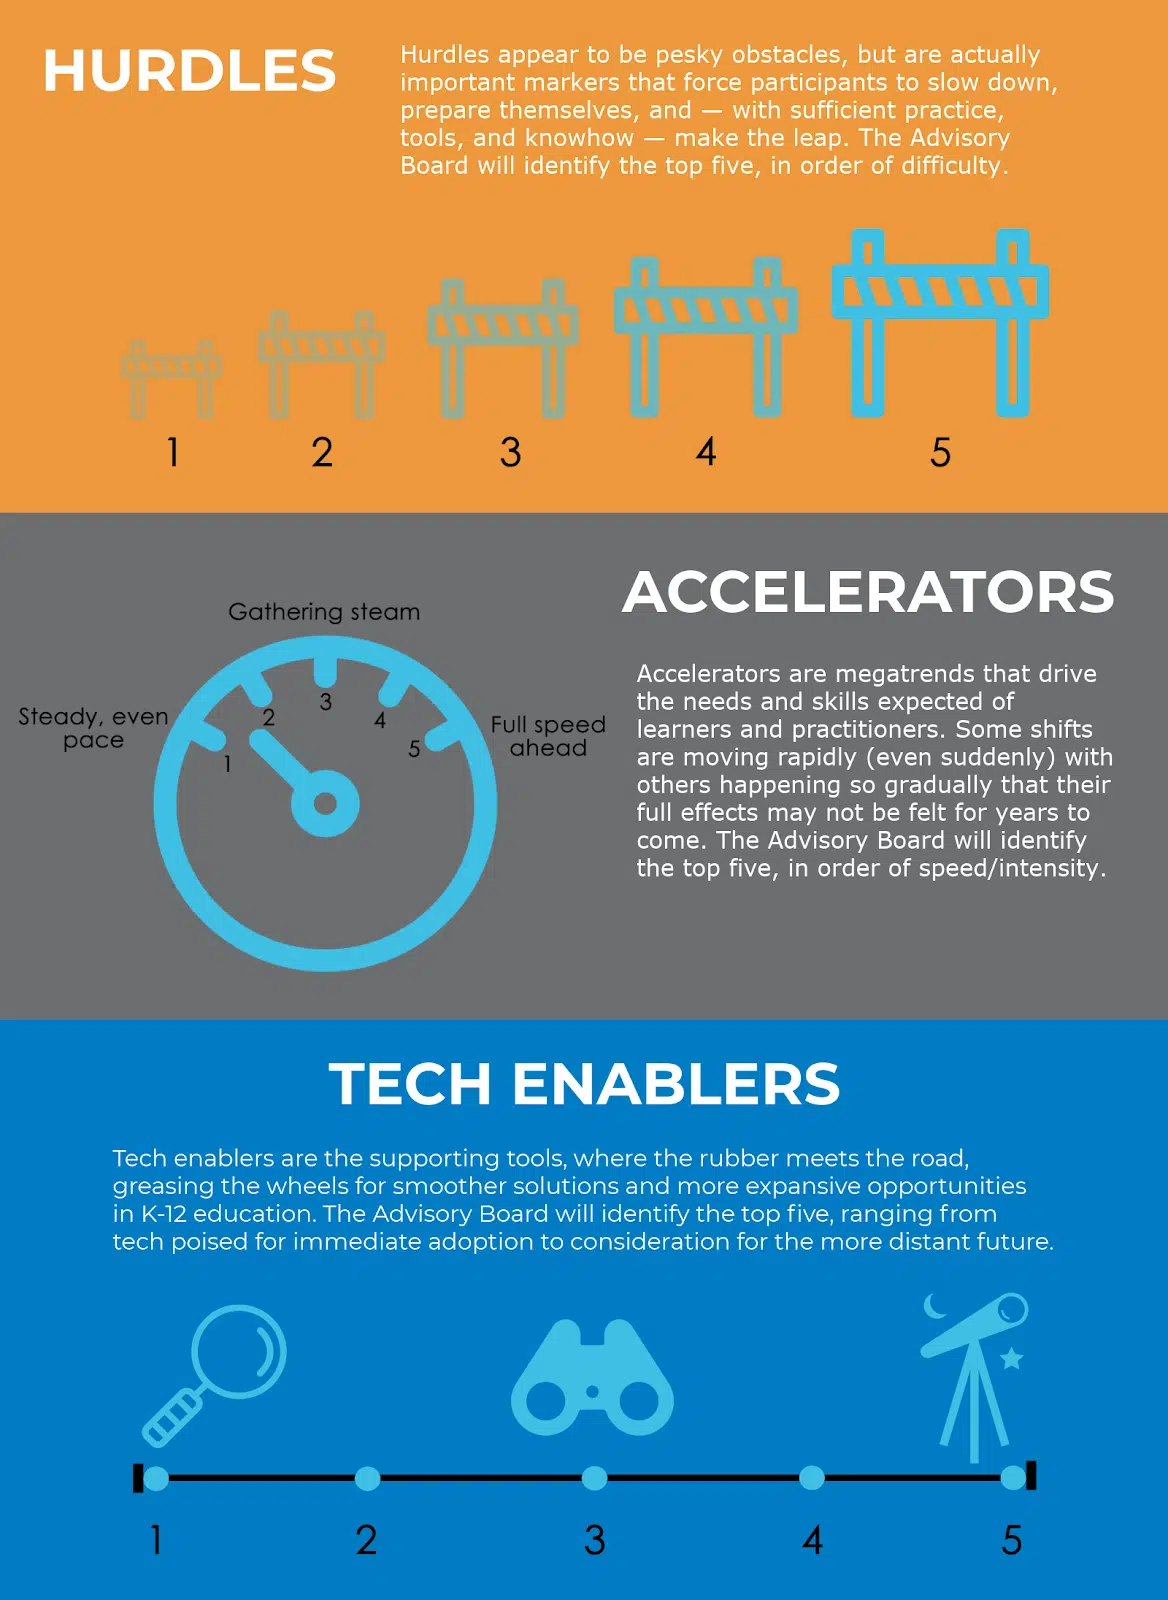 HURDLES
Hurdles appear to be pesky obstacles, but are actually
important markers that force participants to slow down,
prepare themselves, and — with sufficient practice,
tools, and knowhow — make the leap. The Advisory
Board will identify the top five, in order of difficulty.
1 2 3 4 5
ACCELERATORS
Gathering steam
Steady, even
pace
Full speed
ahead
1 2 3 4 5
Accelerators are megatrends that drive
the needs and skills expected of
learners and practitioners. Some shifts
are moving rapidly (even suddenly) with
others happening so gradually that their
full effects may not be felt for years to
come. The Advisory Board will identify
the top five, in order of speed/intensity.
TECH ENABLERS
Tech enablers are the supporting tools, where the rubber meets the road,
greasing the wheels for smoother solutions and more expansive opportunities
in K-12 education. The Advisory Board will identify the top five, ranging from
tech poised for immediate adoption to consideration for the more distant future.
1 2 3 4 5